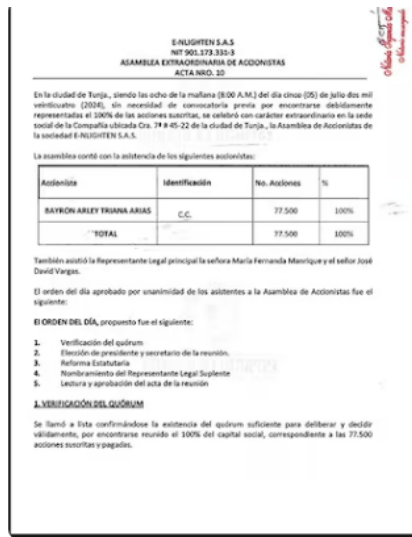 E-NLIGHTEN S.A.S
NIT 901.173.331-3
ASAMBLEA EXTRAORDINARIA DE ACCIONISTAS
ACTA NRO. 10
En la ciudad de Tunja., siendo las ocho de la mañana (8:00 A.M.) del día cinco (05) de julio dos mil
veinticuatro (2024), sin necesidad de convocatoria previa por encontrarse debidamente
representadas el 100% de las acciones suscritas, se celebró con carácter extraordinario en la sede
social de la Compañía ubicada Cra. 7ª # 45-22 de la ciudad de Tunja., la Asamblea de Accionistas de
la sociedad E-NLIGHTEN S.A.S.
La asamblea contó con la asistencia de los siguientes accionistas:
Accionista Identificación No. Acciones %
BAYRON ARLEY TRIANA ARIAS C.C. 77.500 100%
TOTAL 77.500 100%
También asistió la Representante Legal principal la señora María Fernanda Manrique y el señor José
David Vargas.
El orden del día aprobado por unanimidad de los asistentes a la Asamblea de Accionistas fue el
siguiente:
El ORDEN DEL DÍA, propuesto fue el siguiente:
1. Verificación del quórum
2. Elección de presidente y secretario de la reunión.
3. Reforma Estatutaria
4. Nombramiento del Representante Legal Suplente
5. Lectura y aprobación del acta de la reunión
1. VERIFICACIÓN DEL QUÓRUM
Se llamó a lista confirmándose la existencia del quórum suficiente para deliberar y decidir
válidamente, por encontrarse reunido el 100% del capital social, correspondiente a las 77.500
acciones suscritas y pagadas.